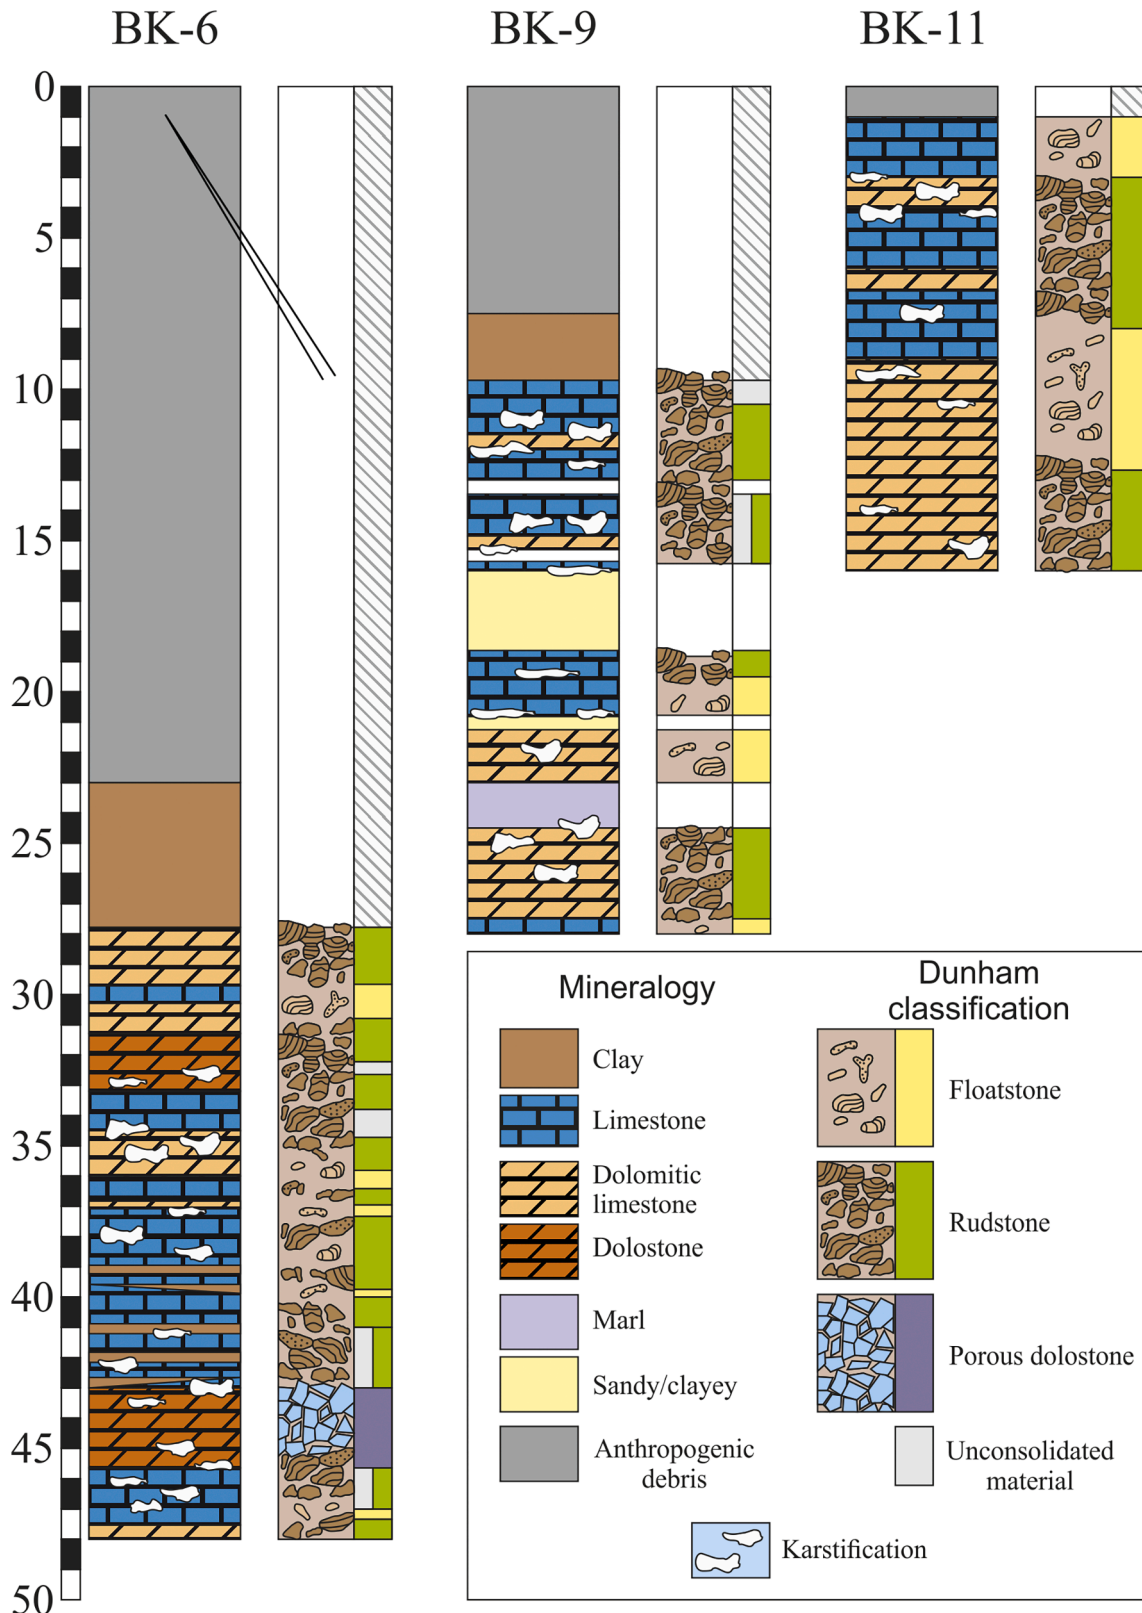 BK-6 BK-9 BK-11
0
5
10
15
20
25
30
35
40
45
50
Mineralogy
Clay
Limestone
Dolomitic
limestone
Dolostone
Marl
Sandy/clayey
Anthropogenic
debris
Dunham
classification
Floatstone
Rudstone
Porous dolostone
Unconsolidated
material
Karstification